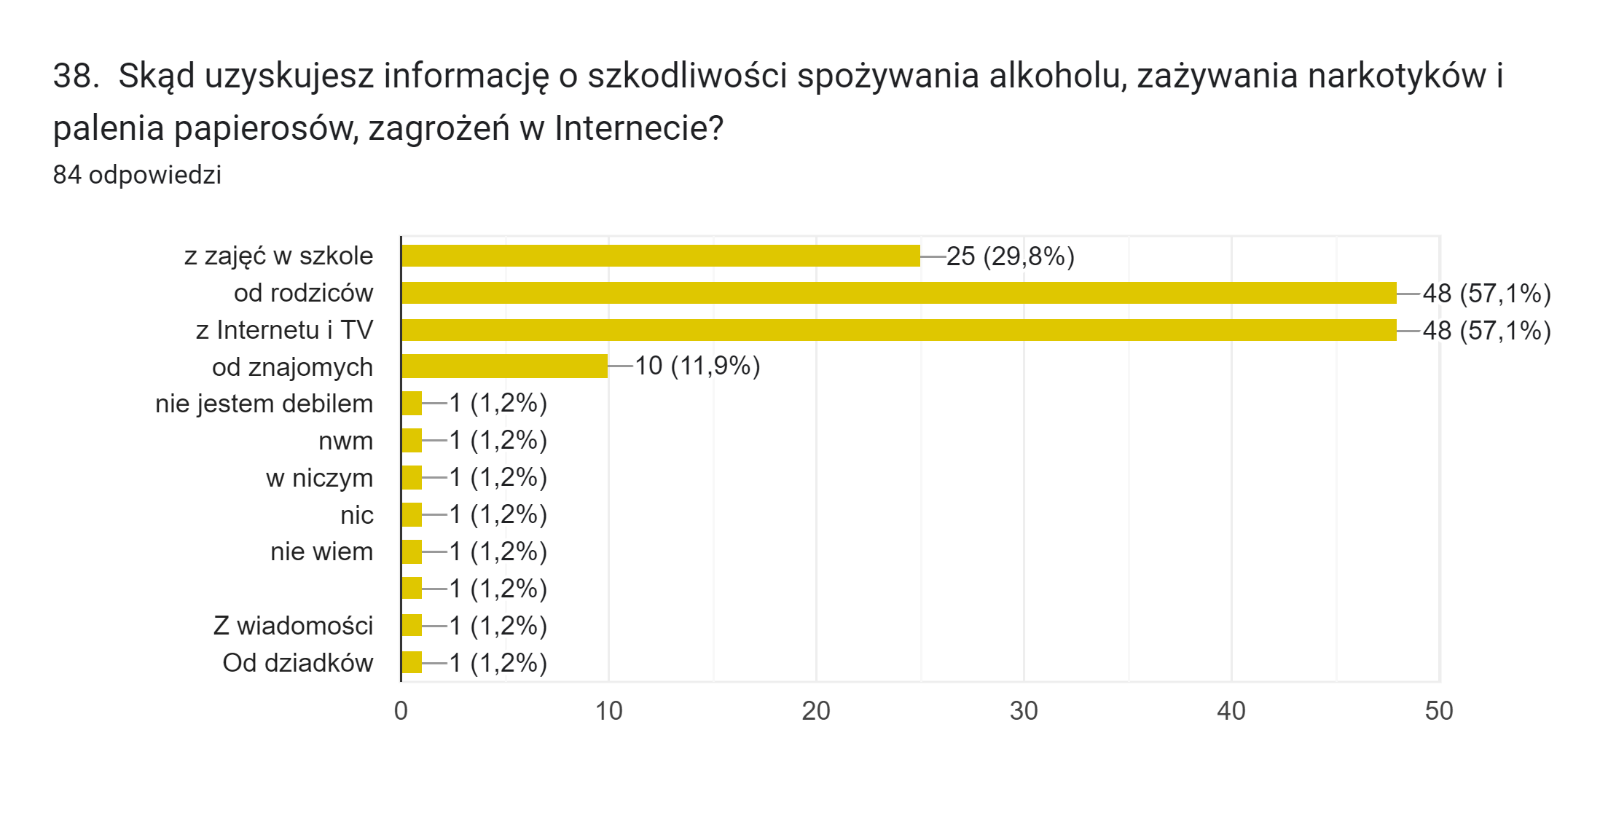 38.  Skąd uzyskujesz informację o szkodliwości spożywania alkoholu, zażywania narkotyków i
palenia papierosów, zagrożeń w Internecie?
84 odpowiedzi
z zajęć w szkole 25 (29,8%)
od rodziców 48 (57,1%)
z Internetu i TV 48 (57,1%)
od znajomych 10 (11,9%)
nie jestem debilem 1 (1,2%)
nwm 1 (1,2%)
w niczym 1 (1,2%)
nic 1 (1,2%)
nie wiem 1 (1,2%)
1 (1,2%)
Z wiadomości 1 (1,2%)
Od dziadków 1 (1,2%)
0 10 20 30 40 50